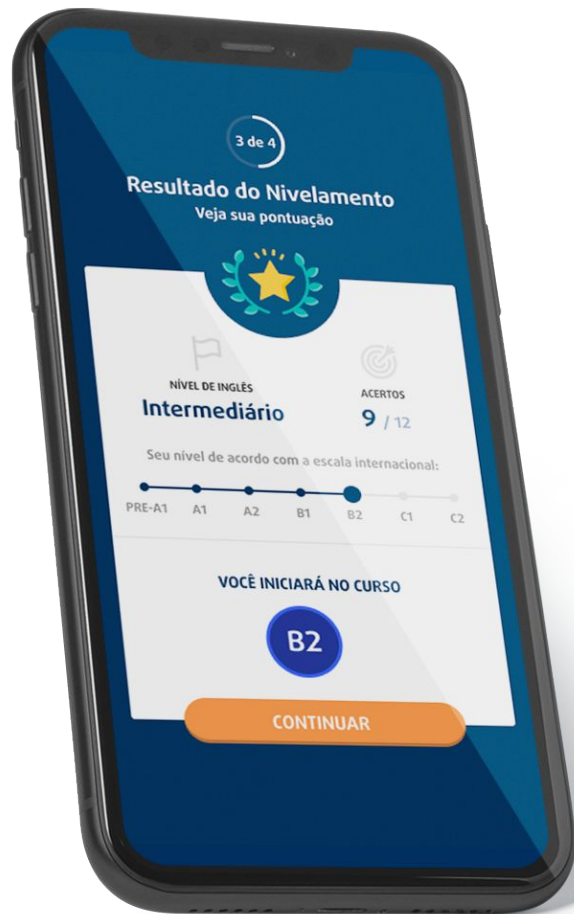 3 de 4
Resultado do Nivelamento
Veja sua pontuação
NÍVEL DE INGLÊS
Intermediário
ACERTOS
9 / 12
Seu nível de acordo com a escala internacional:
PRE-A1 A1 A2 B1 B2 C1 C2
VOCÊ INICIARÁ NO CURSO
B2
CONTINUAR